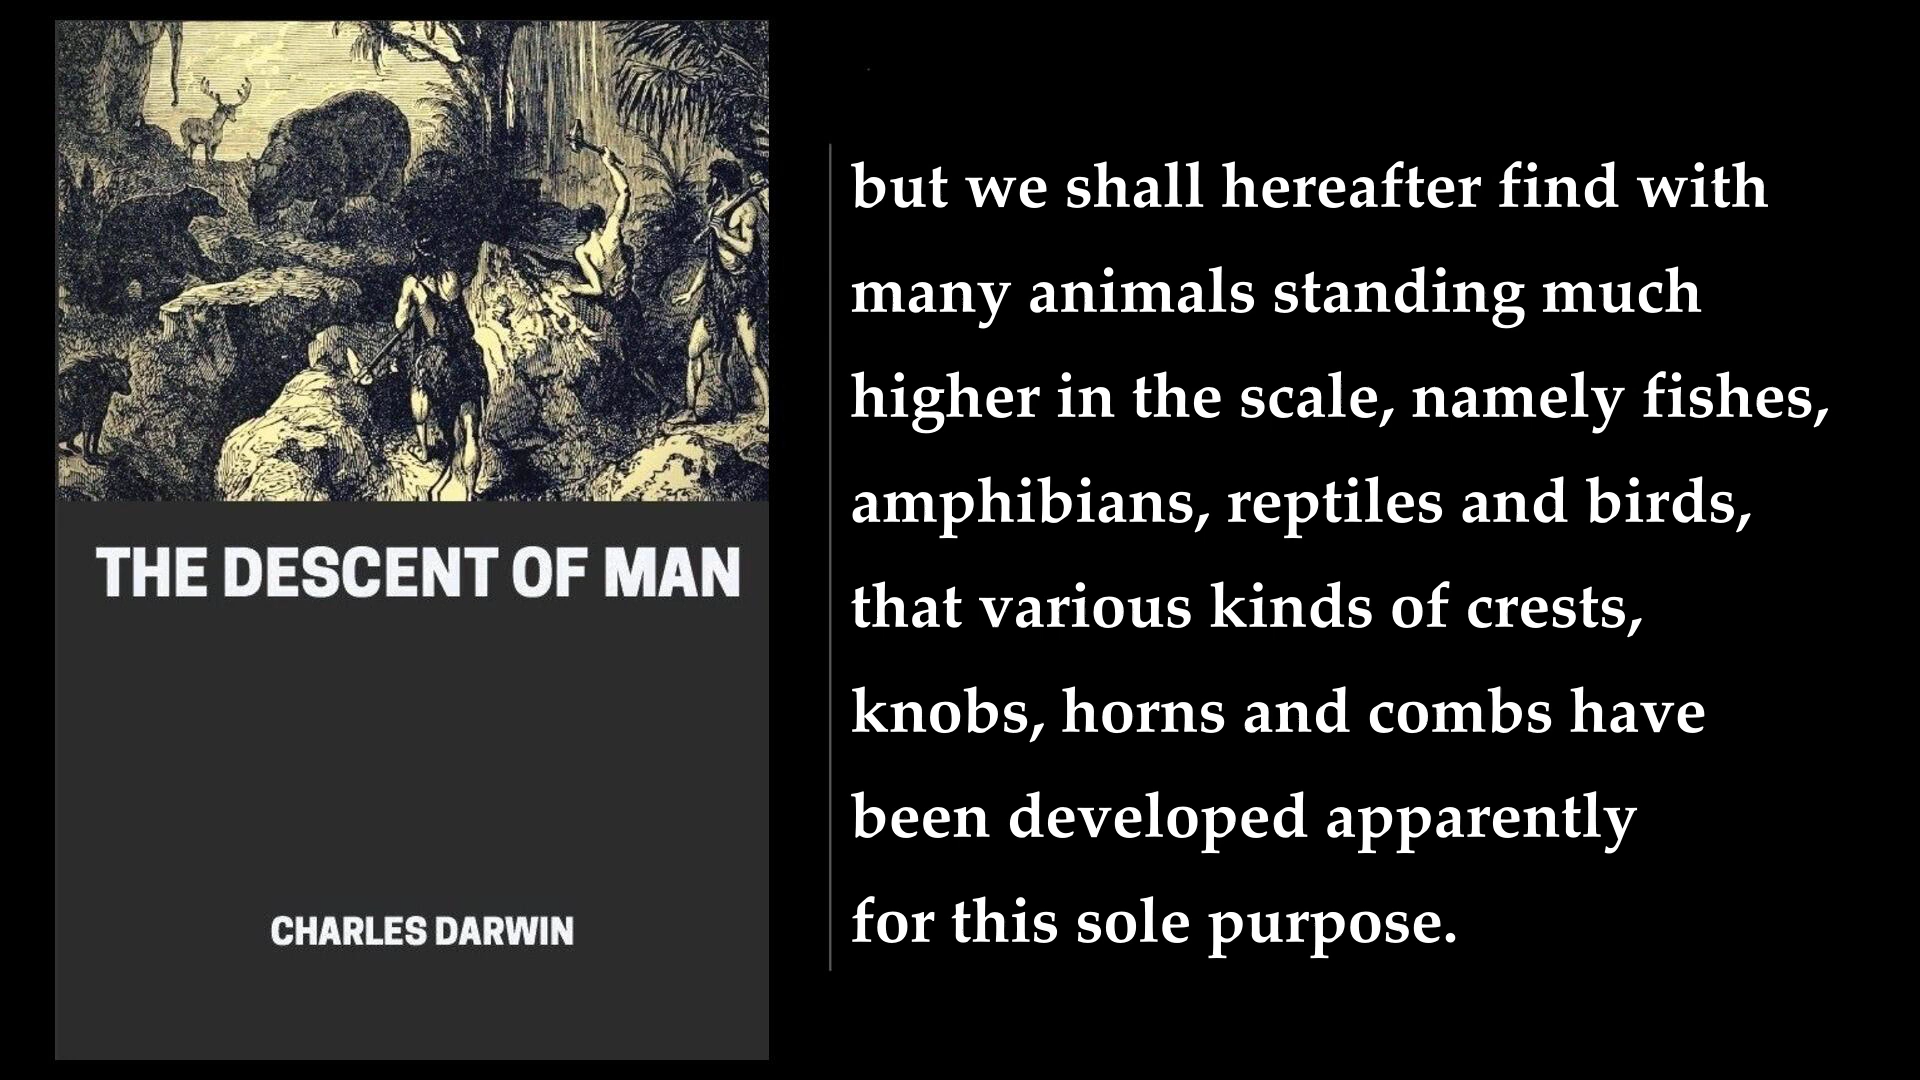 THE DESCENT OF MAN
CHARLES DARWIN
but we shall hereafter find with
many animals standing much
higher in the scale, namely fishes,
amphibians, reptiles and birds,
that various kinds of crests,
knobs, horns and combs have
been developed apparently
for this sole purpose.